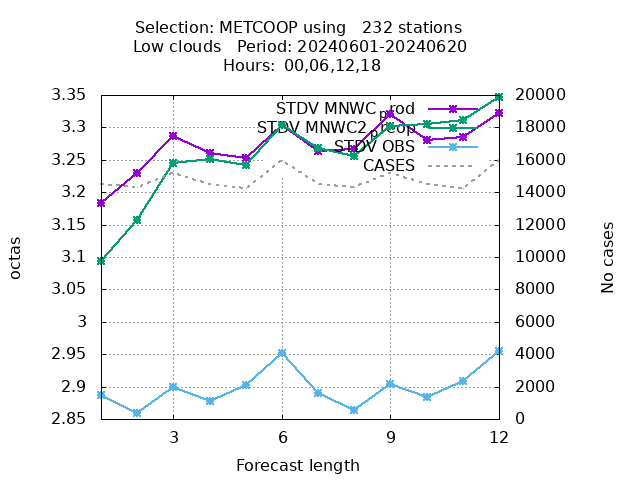 Selection: METCOOP using   232 stations
Low clouds   Period: 20240601-20240620
Hours:  00,06,12,18
3.35
3.3
3.25
3.2
3.15
3.1
3.05
3
2.95
2.9
2.85
octas
STDV MNWC_prod
STDV MNWC2_preop
STDV OBS
CASES
20000
18000
16000
14000
12000
10000
8000
6000
4000
2000
0
No cases
3
6
9
12
Forecast length